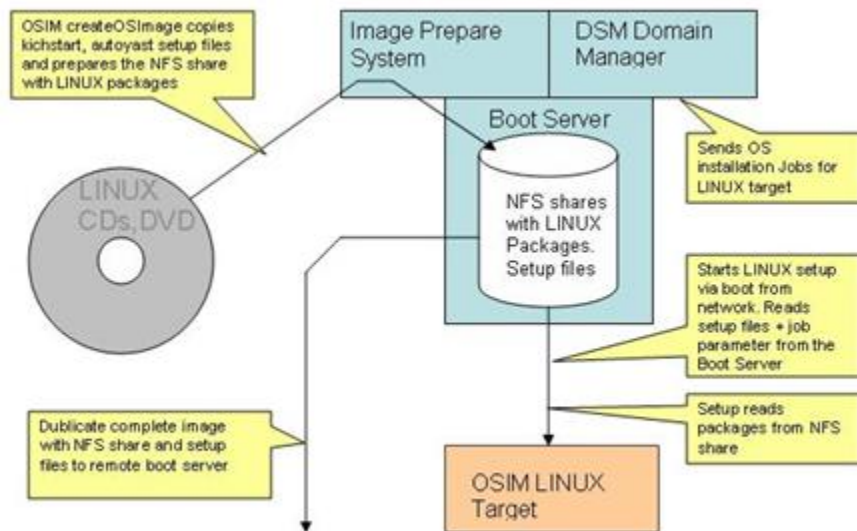 OSIM createOSImage copies
kichstart, autoyast setup files
and prepares the NFS share
with LINUX packages
Image Prepare
System
DSM Domain
Manager
Boot Server
Sends OS
installation Jobs for
LINUX target
LINUX
CDs,DVD
NFS shares
with LINUX
Packages.
Setup files
Starts LINUX setup
via boot from
network. Reads
setup files + job
parameter from the
Boot Server
Dublicate complete image
with NFS share and setup
files to remote boot server
Setup reads
packages from NFS
share
OSIM LINUX
Target